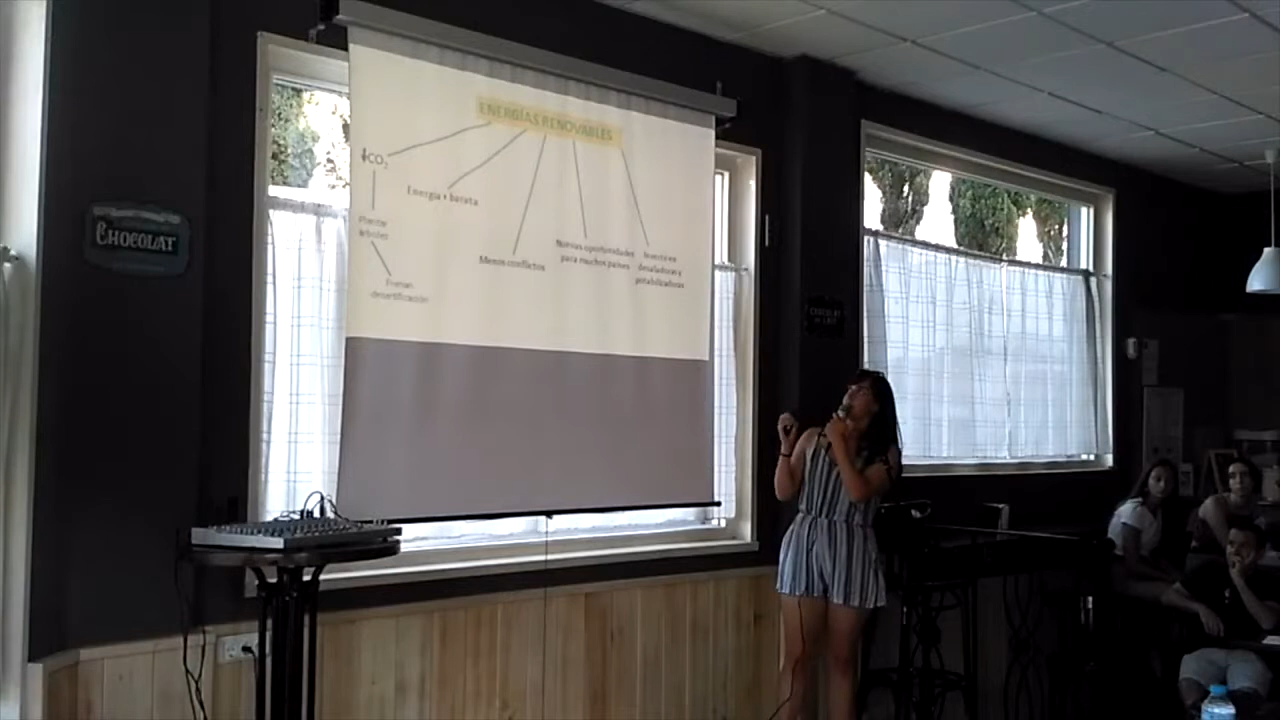 ENERGÍAS RENOVABLES
CO2
Energía + barata
Plantar
árboles
Frenan
desertificación
Menos conflictos
Nuevas oportunidades
para muchos países
Invertir en
desaladoras y
potabilizadoras
CHOCOLAT
CHOCOLAT